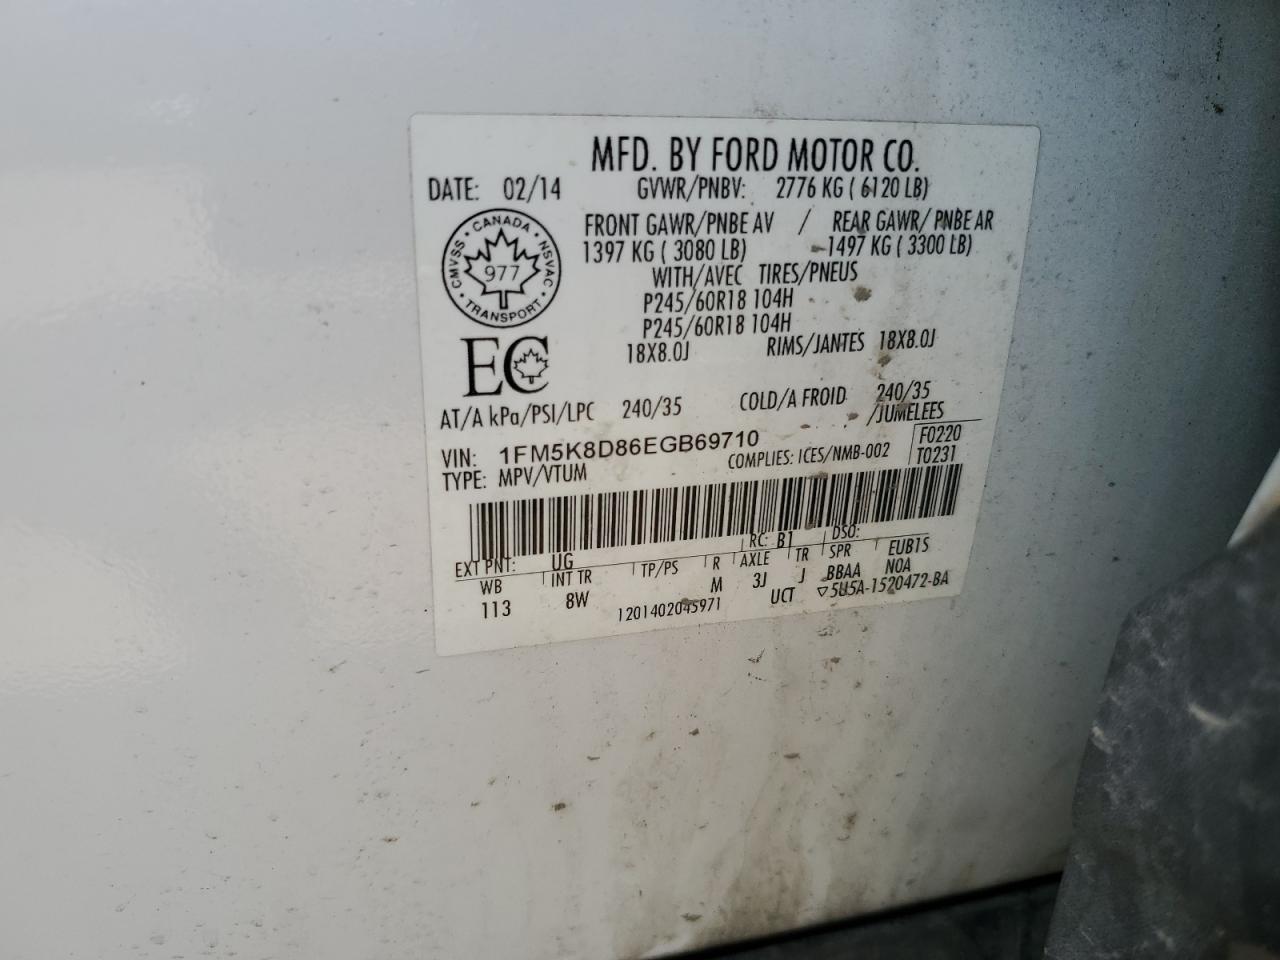 MFD. BY FORD MOTOR CO.
DATE: 02/14 GVWR/PNBV: 2776 KG ( 6120 LB)
FRONT GAWR/PNBE AV / REAR GAWR/ PNBE AR
1397 KG ( 3080 LB) 1497 KG ( 3300 LB)
WITH/AVEC TIRES/PNEUS
P245/60R18 104H
P245/60R18 104H
18X8.0J RIMS/JANTES 18X8.0J
CANADA
CMVSS NSVAC
977
TRANSPORT
EC
AT/A kPa/PSI/LPC 240/35 COLD/A FROID 240/35
/JUMELEES
VIN: 1FM5K8D86EGB69710 F0220
TYPE: MPV/VTUM COMPLIES: ICES/NMB-002 T0231
EXT PNT: UG RC: B1 DSO:
WB INT TR TP/PS R AXLE TR SPR EUB1S
113 8W M 3J J BBAA N0A
1201402045971 UCT ▽5U5A-1520472-BA